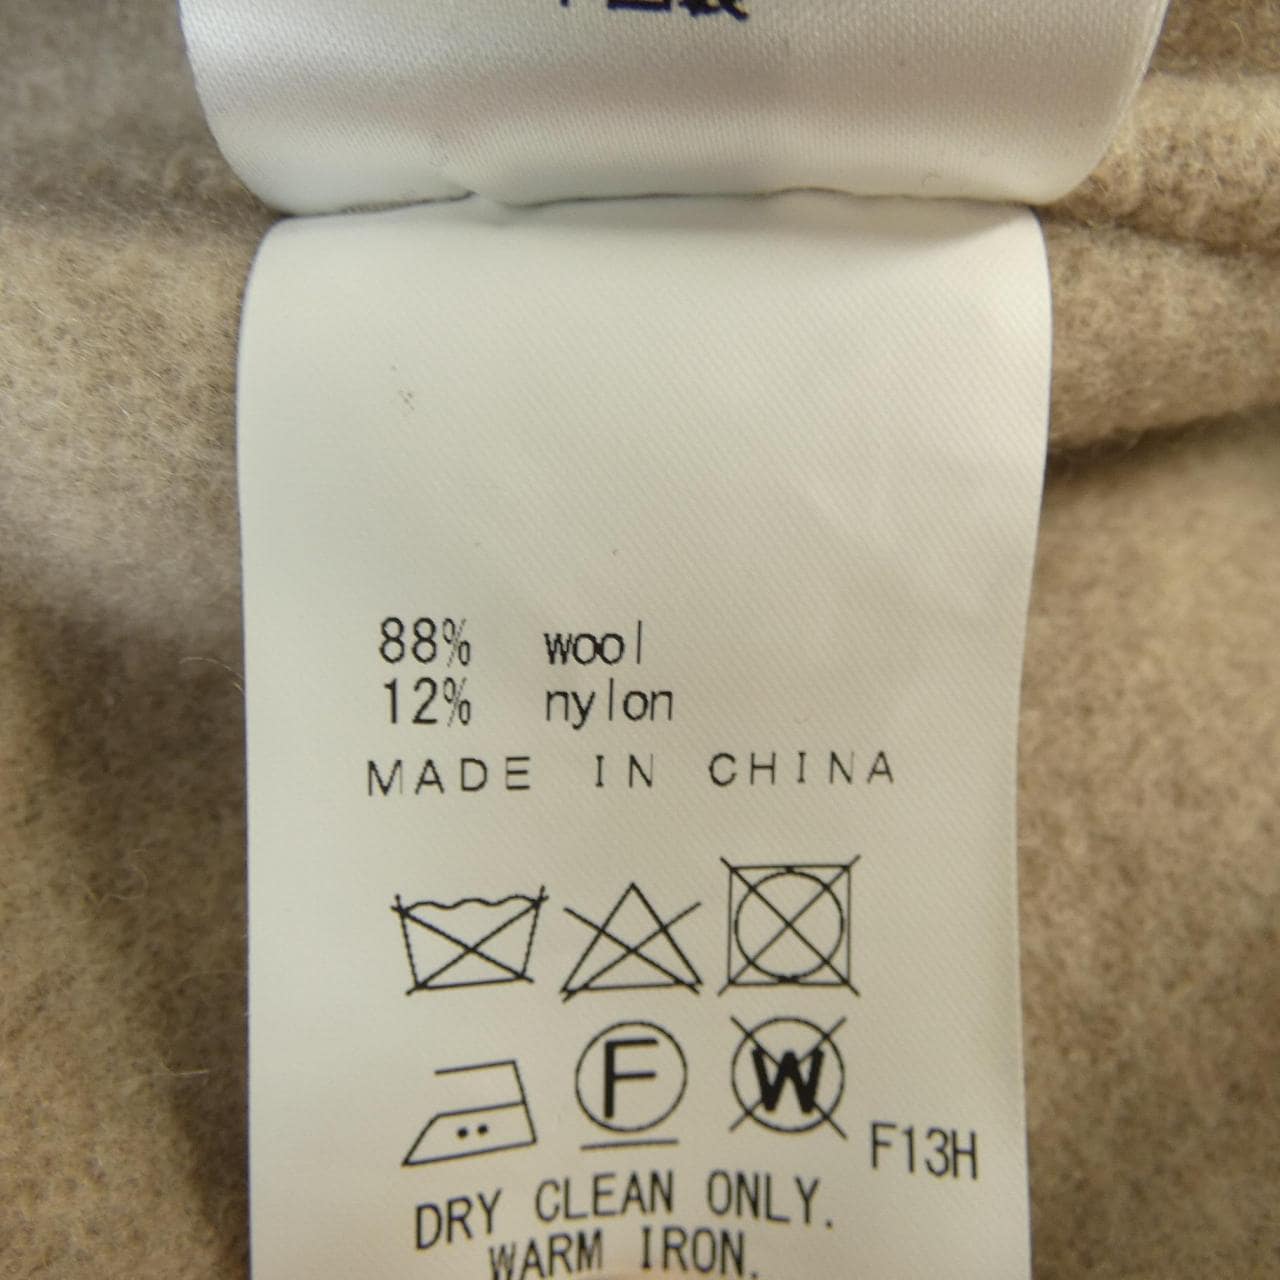 88% wool
12% nylon
MADE IN CHINA
F W F13H
DRY CLEAN ONLY.
WARM IRON.